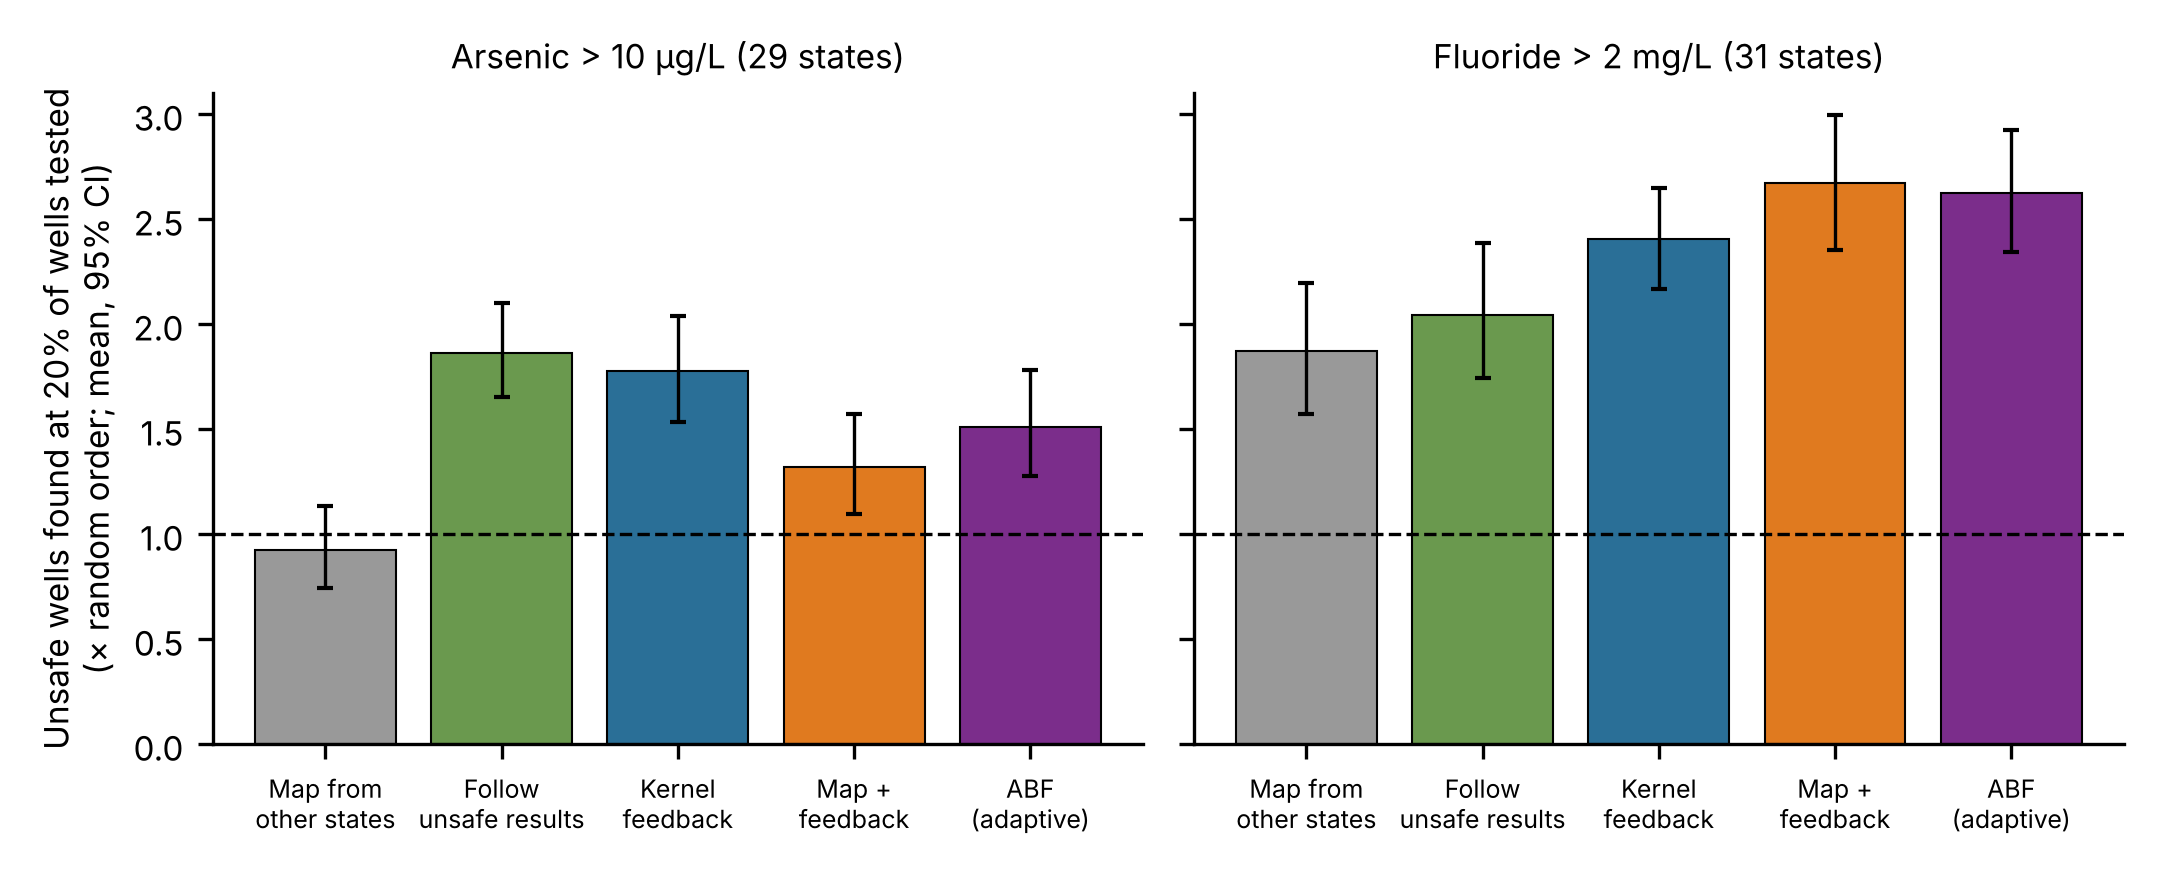 Arsenic > 10 µg/L (29 states)
Fluoride > 2 mg/L (31 states)
Unsafe wells found at 20% of wells tested
(× random order; mean, 95% CI)
3.0
2.5
2.0
1.5
1.0
0.5
0.0
Map from
other states
Follow
unsafe results
Kernel
feedback
Map +
feedback
ABF
(adaptive)
Map from
other states
Follow
unsafe results
Kernel
feedback
Map +
feedback
ABF
(adaptive)